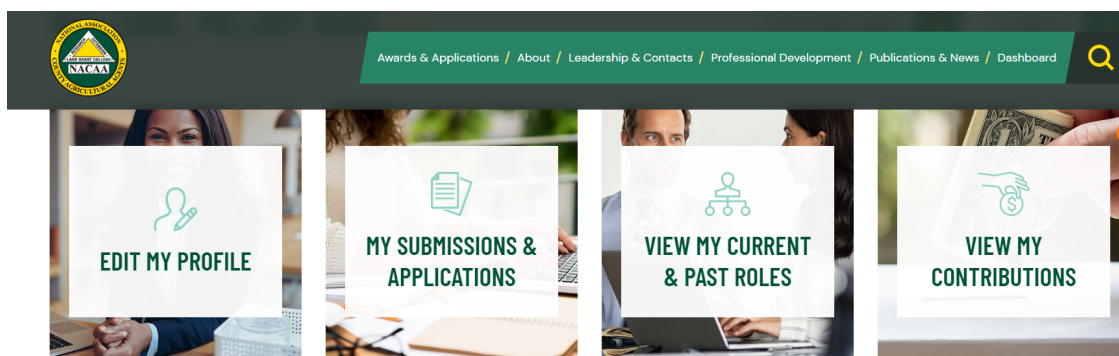 NATIONAL ASSOCIATION
LAND GRANT COLLEGE
NACAA
COUNTY AGRICULTURAL AGENTS
Awards & Applications / About / Leadership & Contacts / Professional Development / Publications & News / Dashboard
EDIT MY PROFILE
MY SUBMISSIONS &
APPLICATIONS
VIEW MY CURRENT
& PAST ROLES
VIEW MY
CONTRIBUTIONS